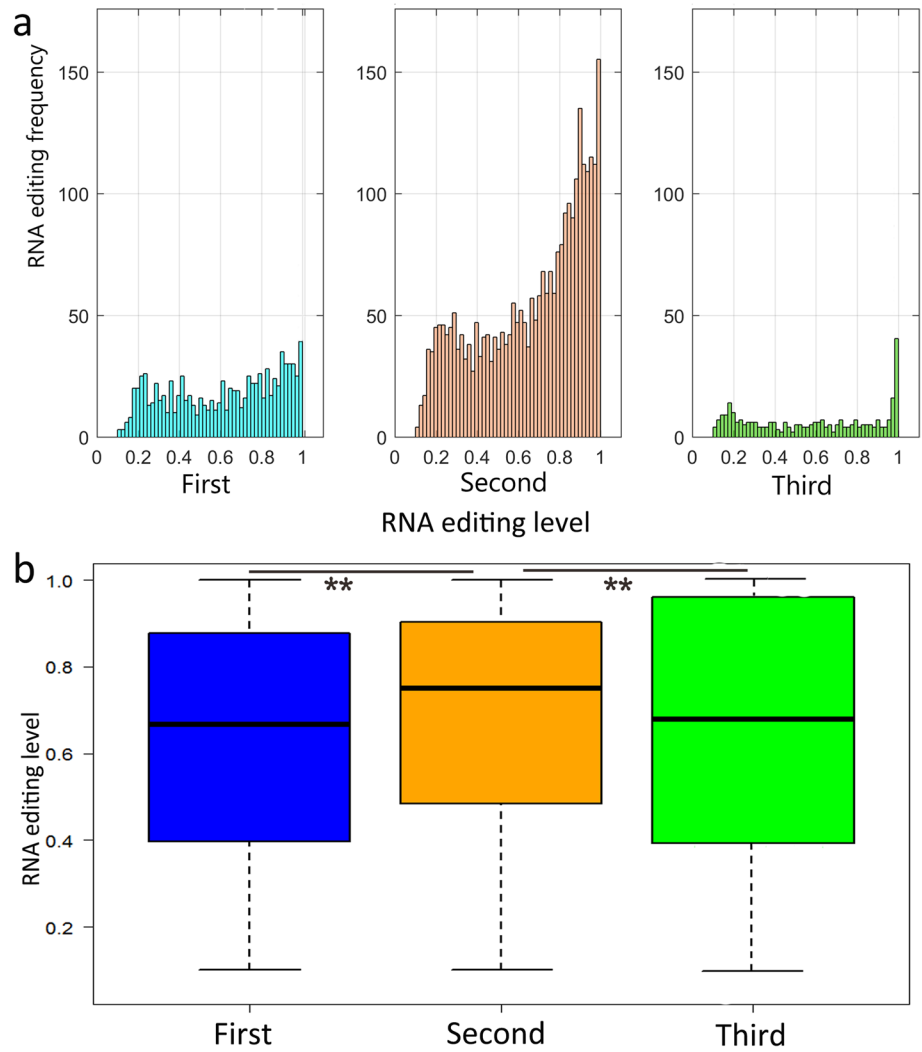 a
RNA editing frequency
150
100
50
0
0 0.2 0.4 0.6 0.8 1
First
150
100
50
0
0 0.2 0.4 0.6 0.8 1
Second
150
100
50
0
0 0.2 0.4 0.6 0.8 1
Third
RNA editing level
b
RNA editing level
1.0
0.8
0.6
0.4
0.2
** **
First Second Third